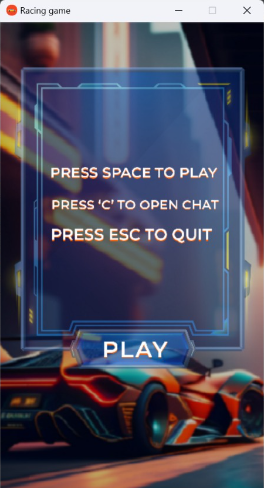 Racing game
PRESS SPACE TO PLAY
PRESS ‘C’ TO OPEN CHAT
PRESS ESC TO QUIT
PLAY